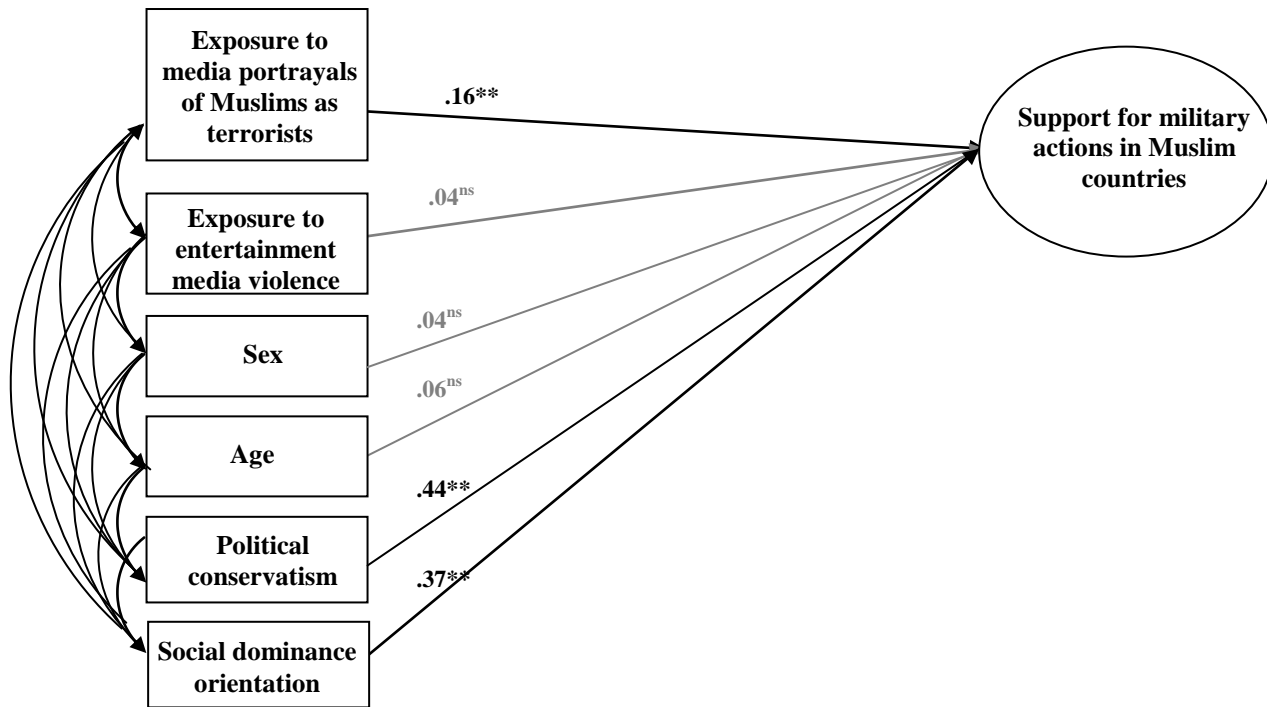 Exposure to
media portrayals
of Muslims as
terrorists
.16**
Support for military
actions in Muslim
countries
Exposure to
entertainment
media violence
.04ns
Sex
.04ns
Age
.06ns
Political
conservatism
.44**
Social dominance
orientation
.37**